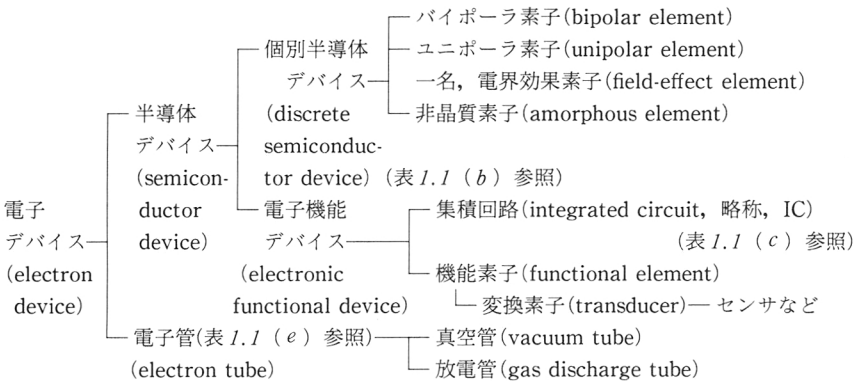 バイポーラ素子(bipolar element)
個別半導体 ユニポーラ素子(unipolar element)
デバイス 一名,電界効果素子(field-effect element)
半導体 (discrete 非晶質素子(amorphous element)
デバイス semiconduc-
(semicon- tor device)(表1.1(b)参照)
電子 ductor 電子機能 集積回路(integrated circuit,略称,IC)
デバイス device) デバイス (表1.1(c)参照)
(electron (electronic 機能素子(functional element)
device) functional device) 変換素子(transducer) センサなど
電子管(表1.1(e)参照) 真空管(vacuum tube)
(electron tube) 放電管(gas discharge tube)